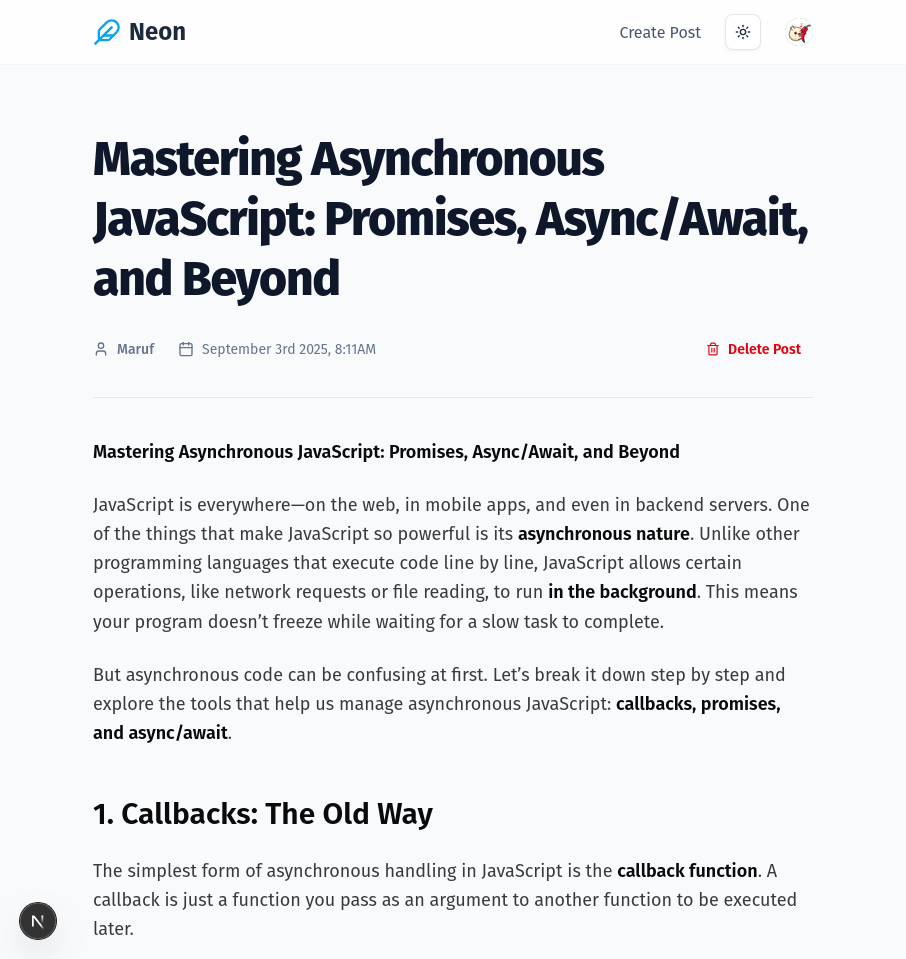 Neon
Create Post
Mastering Asynchronous
JavaScript: Promises, Async/Await,
and Beyond
Maruf
September 3rd 2025, 8:11AM
Delete Post
Mastering Asynchronous JavaScript: Promises, Async/Await, and Beyond
JavaScript is everywhere—on the web, in mobile apps, and even in backend servers. One
of the things that make JavaScript so powerful is its asynchronous nature. Unlike other
programming languages that execute code line by line, JavaScript allows certain
operations, like network requests or file reading, to run in the background. This means
your program doesn’t freeze while waiting for a slow task to complete.
But asynchronous code can be confusing at first. Let’s break it down step by step and
explore the tools that help us manage asynchronous JavaScript: callbacks, promises,
and async/await.
1. Callbacks: The Old Way
The simplest form of asynchronous handling in JavaScript is the callback function. A
callback is just a function you pass as an argument to another function to be executed
later.
N